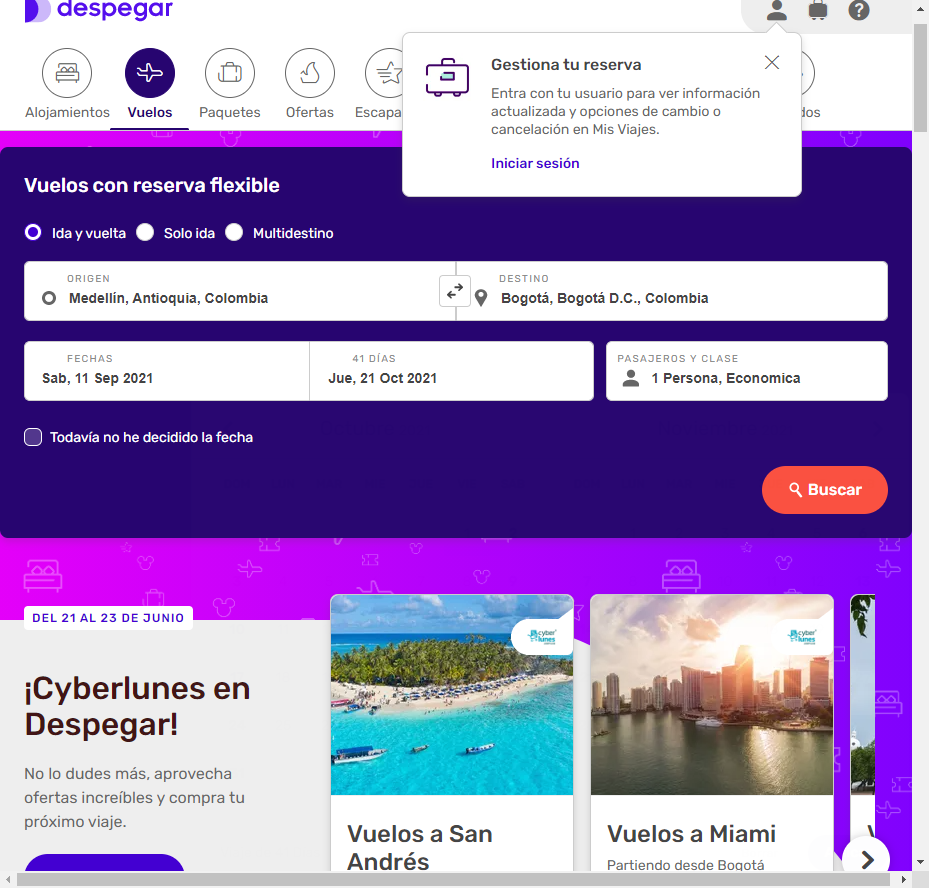 despegar
Alojamientos
Vuelos
Paquetes
Ofertas
Escapa
dos
Gestiona tu reserva
Entra con tu usuario para ver información
actualizada y opciones de cambio o
cancelación en Mis Viajes.
Iniciar sesión
Vuelos con reserva flexible
Ida y vuelta
Solo ida
Multidestino
ORIGEN
Medellín, Antioquia, Colombia
DESTINO
Bogotá, Bogotá D.C., Colombia
FECHAS
Sab, 11 Sep 2021
41 DÍAS
Jue, 21 Oct 2021
PASAJEROS Y CLASE
1 Persona, Economica
Todavía no he decidido la fecha
Buscar
DEL 21 AL 23 DE JUNIO
¡Cyberlunes en
Despegar!
No lo dudes más, aprovecha
ofertas increíbles y compra tu
próximo viaje.
cyber
lunes
Vuelos a San
Andrés
cyber
lunes
Vuelos a Miami
Partiendo desde Bogotá